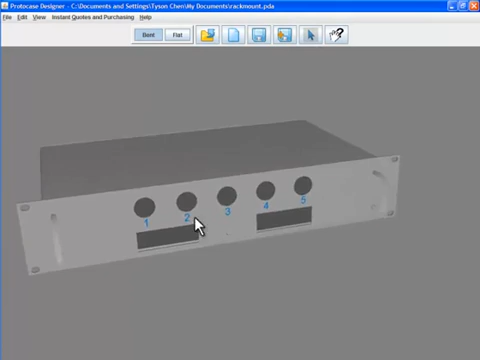 Protocase Designer - C:\Documents and Settings\Tyson Chen\My Documents\rackmount.pda
File Edit View Instant Quotes and Purchasing Help
Bent Flat
1 2 3 4 5